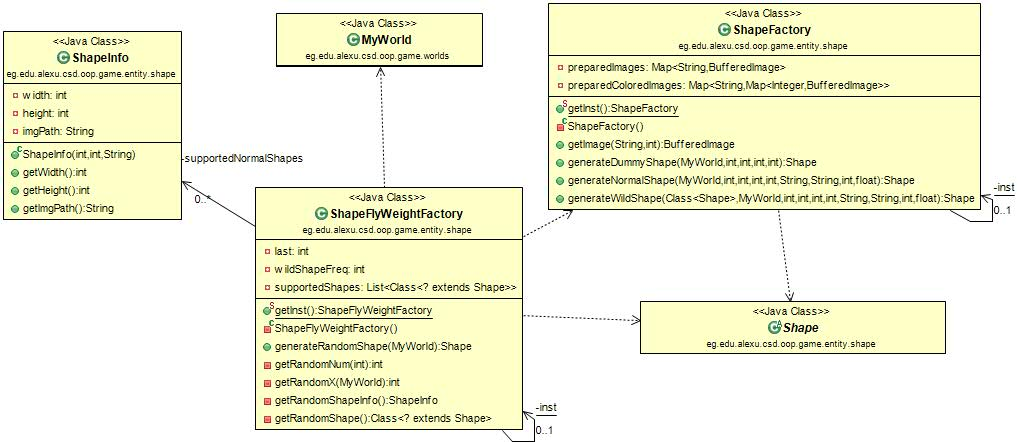 <<Java Class>>
ShapeInfo
eg.edu.alexu.csd.oop.game.entity.shape
width: int
height: int
imgPath: String
ShapeInfo(int,int,String)
getWidth():int
getHeight():int
getImgPath():String
<<Java Class>>
MyWorld
eg.edu.alexu.csd.oop.game.worlds
<<Java Class>>
ShapeFactory
eg.edu.alexu.csd.oop.game.entity.shape
preparedImages: Map<String,BufferedImage>
preparedColoredImages: Map<String,Map<Integer,BufferedImage>>
getInst():ShapeFactory
ShapeFactory()
getImage(String,int):BufferedImage
generateDummyShape(MyWorld,int,int,int,int):Shape
generateNormalShape(MyWorld,int,int,int,int,String,String,int,float):Shape
generateWildShape(Class<Shape>,MyWorld,int,int,int,int,String,String,int,float):Shape
-inst
0..1
-supportedNormalShapes
0..*
<<Java Class>>
ShapeFlyWeightFactory
eg.edu.alexu.csd.oop.game.entity.shape
last: int
wildShapeFreq: int
supportedShapes: List<Class<? extends Shape>>
getInst():ShapeFlyWeightFactory
ShapeFlyWeightFactory()
generateRandomShape(MyWorld):Shape
getRandomNum(int):int
getRandomX(MyWorld):int
getRandomShapeInfo():ShapeInfo
getRandomShape():Class<? extends Shape>
-inst
0..1
<<Java Class>>
Shape
eg.edu.alexu.csd.oop.game.entity.shape